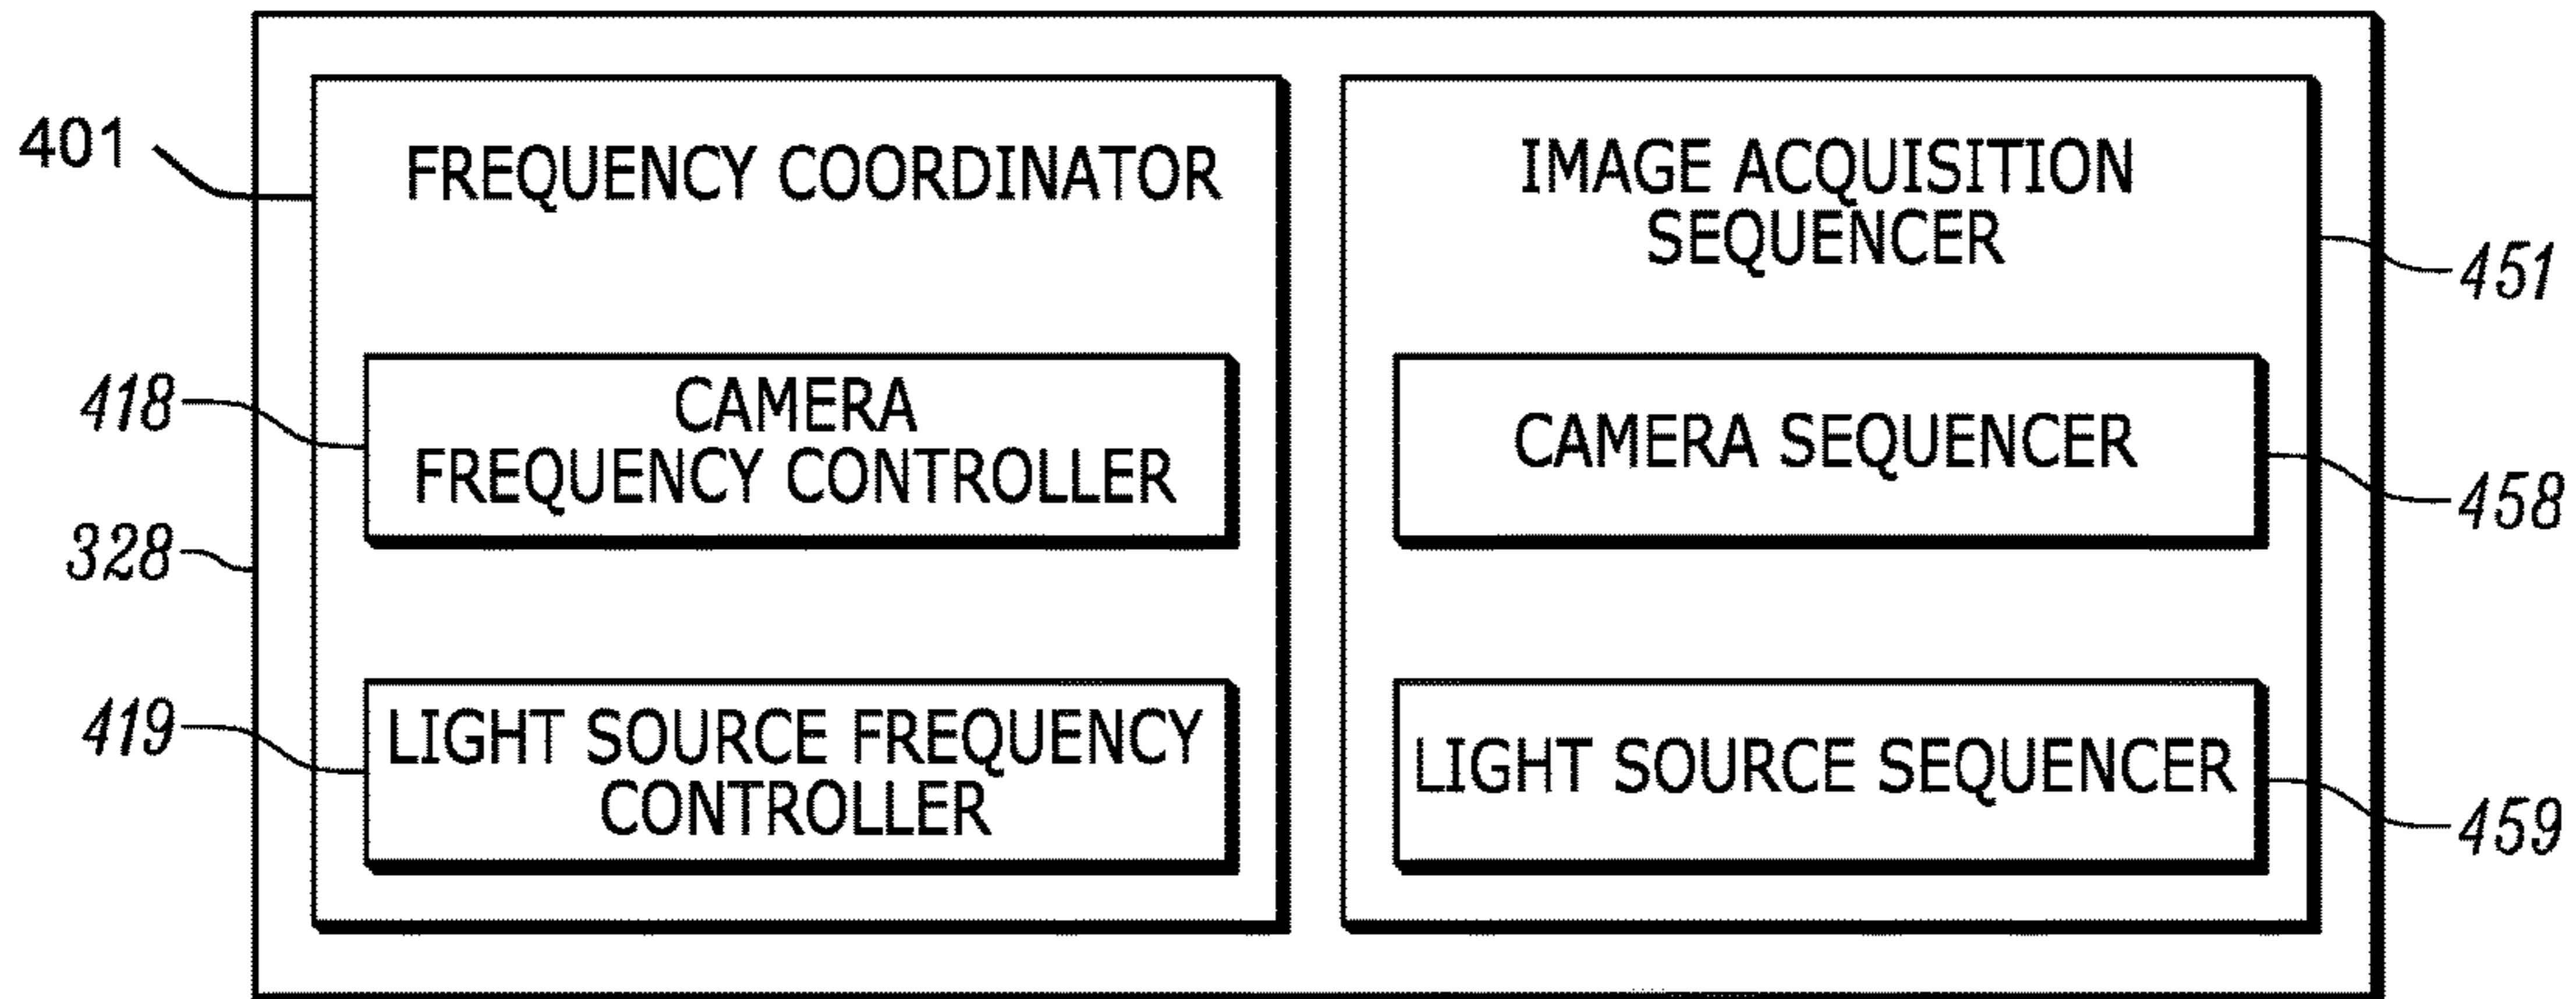 401
FREQUENCY COORDINATOR
418
CAMERA
FREQUENCY CONTROLLER
328
419
LIGHT SOURCE FREQUENCY
CONTROLLER
IMAGE ACQUISITION
SEQUENCER
451
CAMERA SEQUENCER
458
LIGHT SOURCE SEQUENCER
459